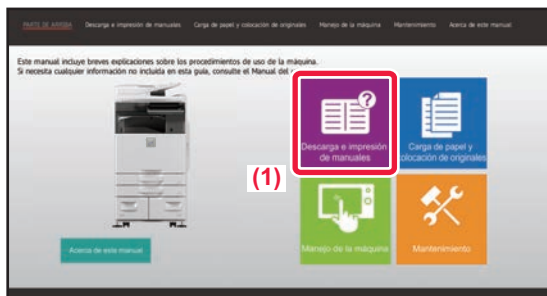 PARTE DE ARRIBA Descarga e impresión de manuales Carga de papel y colocación de originales Manejo de la máquina Mantenimiento Acerca de este manual
Este manual incluye breves explicaciones sobre los procedimientos de uso de la máquina.
Si necesita cualquier información no incluida en esta guía, consulte el Manual del
Descarga e impresión
de manuales
Carga de papel y
colocación de originales
(1)
Manejo de la máquina
Mantenimiento
Acerca de este manual